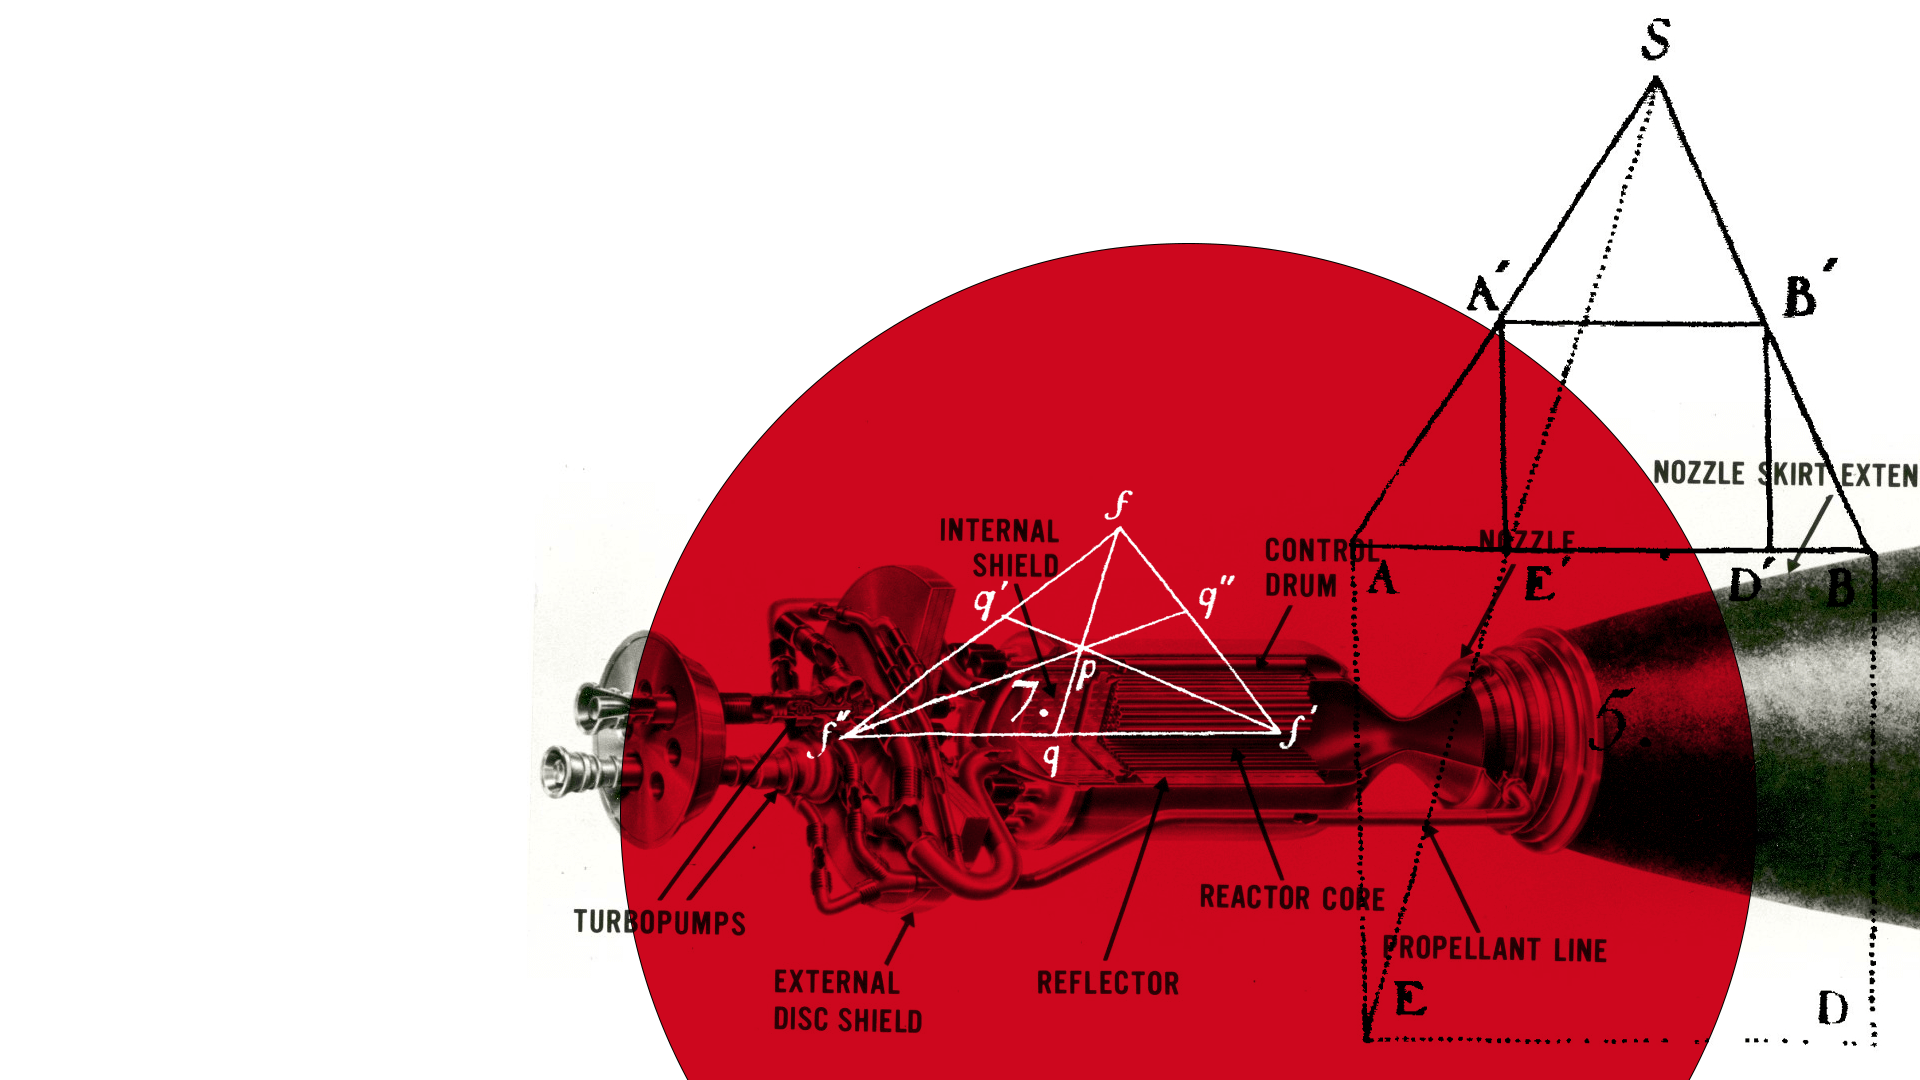 S
A′
B′
NOZZLE SKIRT EXTEN
f
INTERNAL
SHIELD
CONTROL
DRUM
NOZZLE
A
E′
D′
B
q′
q″
p
7.
5.
f″
f′
q
TURBOPUMPS
REACTOR CORE
PROPELLANT LINE
EXTERNAL
DISC SHIELD
REFLECTOR
E
D